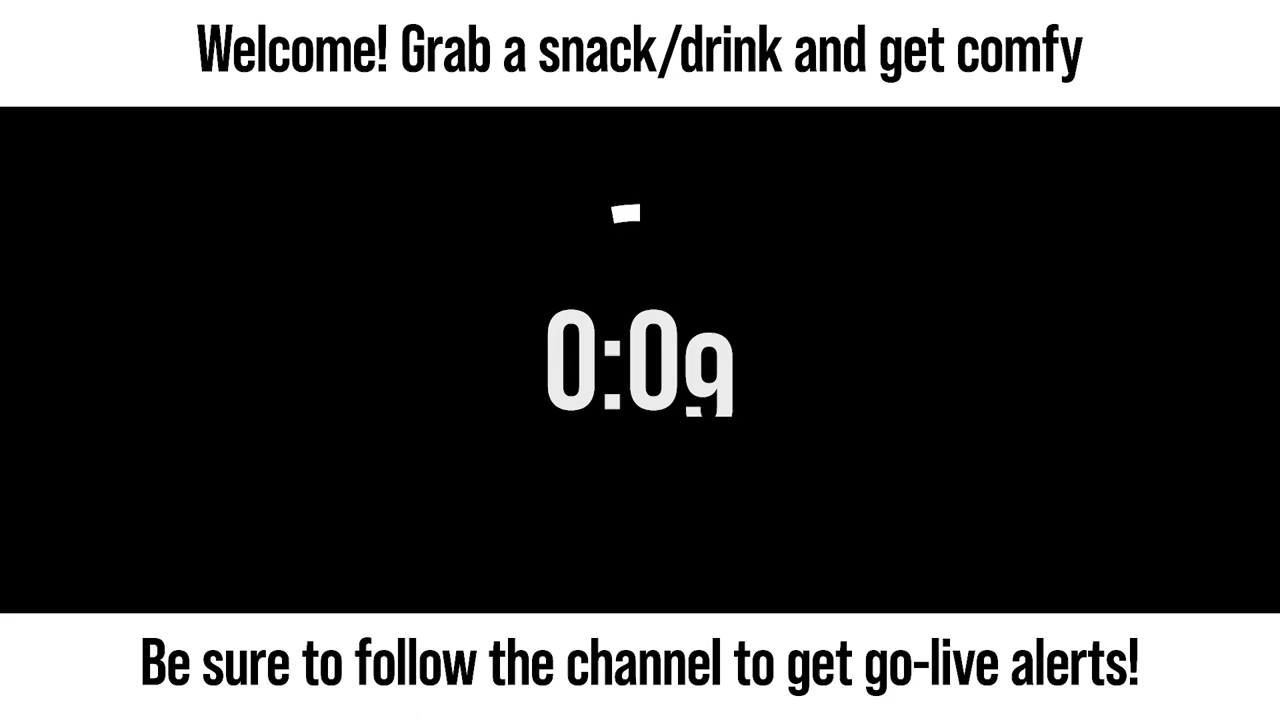 Welcome! Grab a snack/drink and get comfy
0:09
Be sure to follow the channel to get go-live alerts!